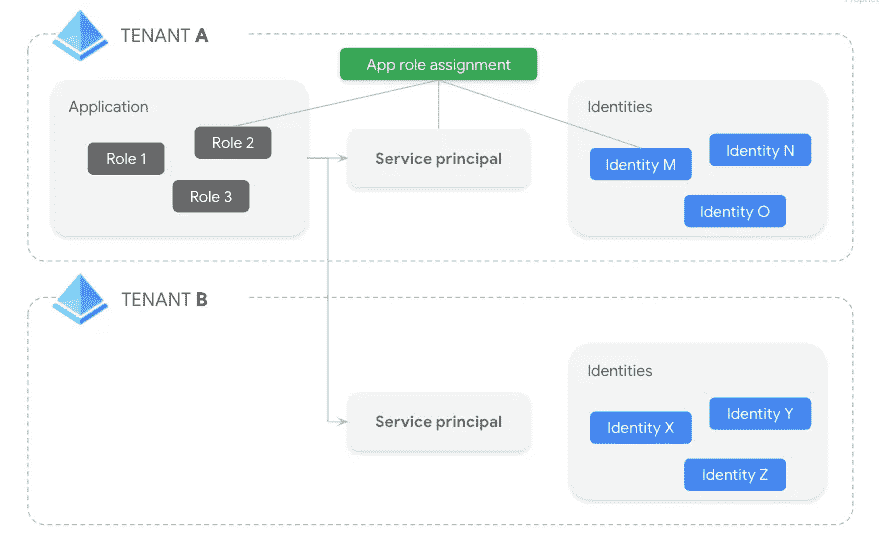 TENANT A
App role assignment
Application
Role 1
Role 2
Role 3
Service principal
Identities
Identity M
Identity N
Identity O
TENANT B
Service principal
Identities
Identity X
Identity Y
Identity Z